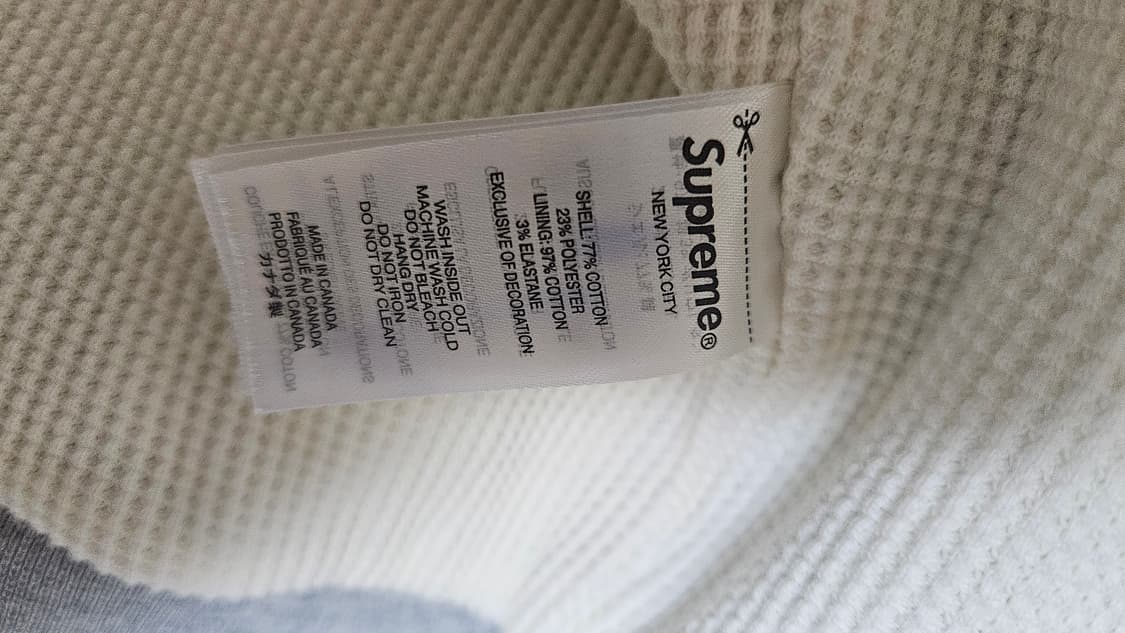 Supreme®
NEW YORK CITY
SHELL: 77% COTTON
23% POLYESTER
LINING: 97% COTTON
3% ELASTANE
EXCLUSIVE OF DECORATION
WASH INSIDE OUT
MACHINE WASH COLD
DO NOT BLEACH
HANG DRY
DO NOT IRON
DO NOT DRY CLEAN
MADE IN CANADA
FABRIQUÉ AU CANADA
PRODOTTO IN CANADA
カナダ製